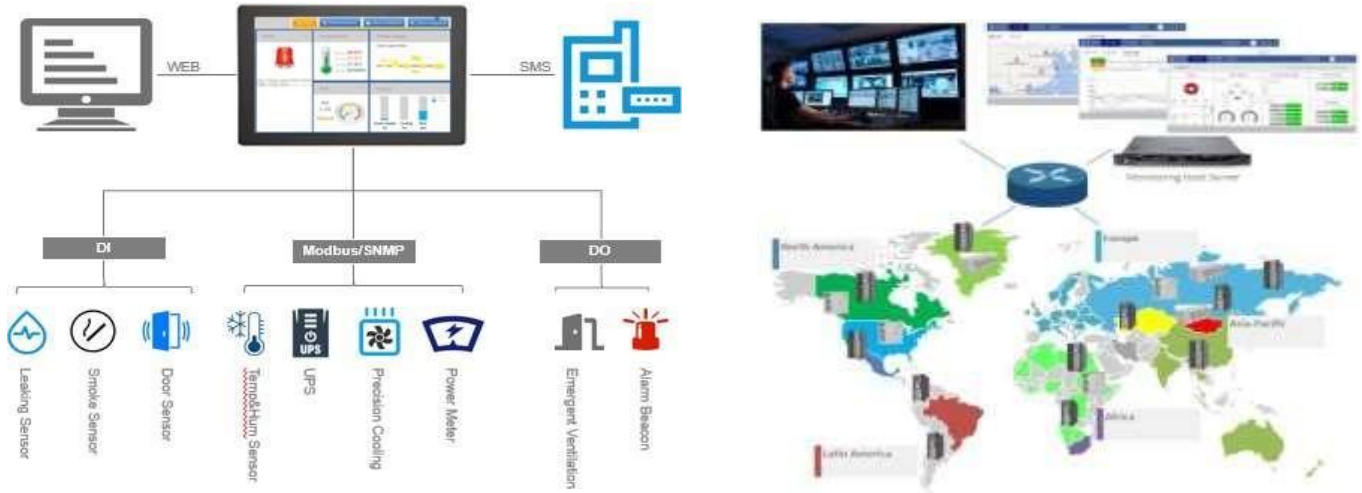 WEB
SMS
DI
Modbus/SNMP
DO
UPS
Leaking Sensor
Smoke Sensor
Door Sensor
Temp&Hum Sensor
UPS
Precision Cooling
Power Meter
Emergent Ventilation
Alarm Beacon
Monitoring Host Server
North America
Europe
Asia-Pacific
Africa
Latin America